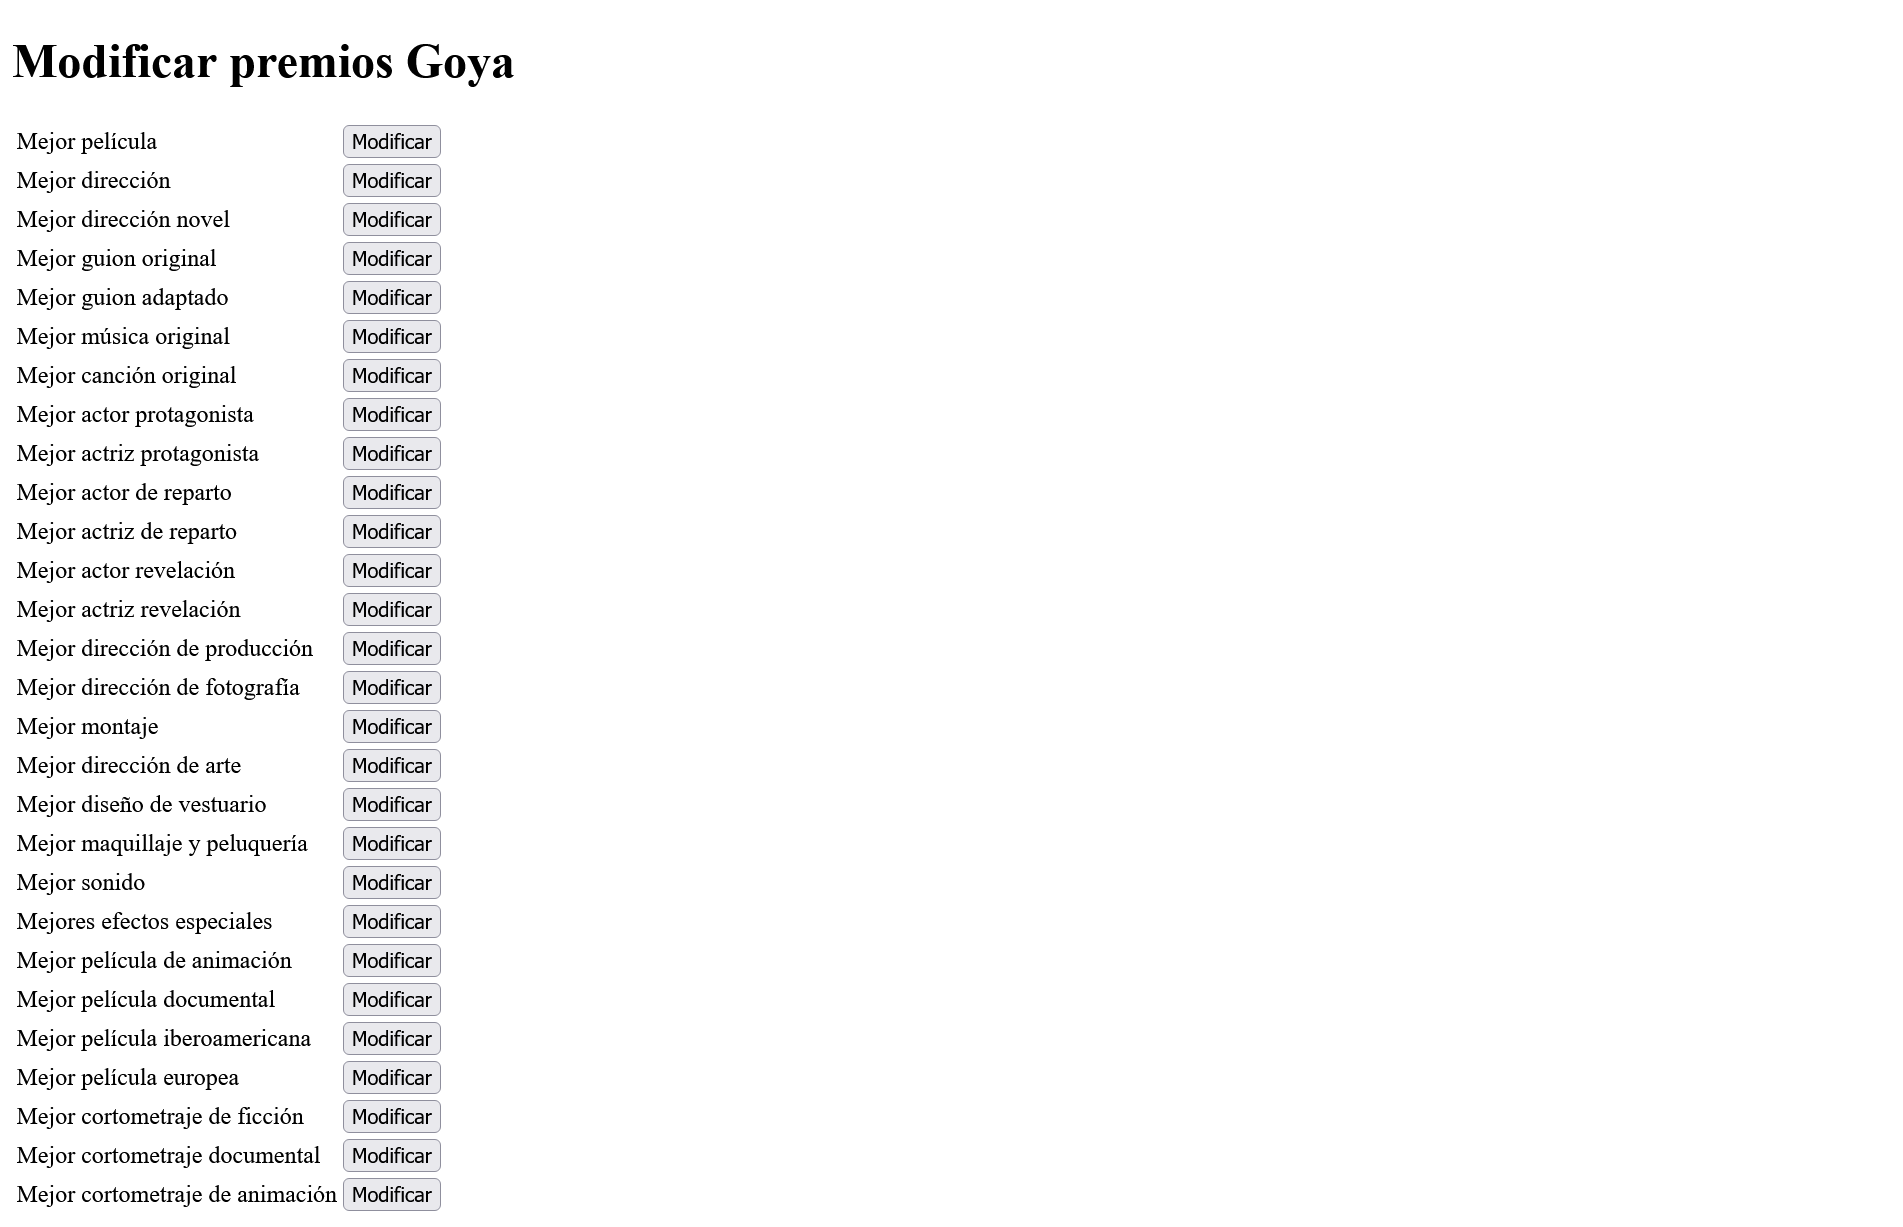 Modificar premios Goya
Mejor película Modificar
Mejor dirección Modificar
Mejor dirección novel Modificar
Mejor guion original Modificar
Mejor guion adaptado Modificar
Mejor música original Modificar
Mejor canción original Modificar
Mejor actor protagonista Modificar
Mejor actriz protagonista Modificar
Mejor actor de reparto Modificar
Mejor actriz de reparto Modificar
Mejor actor revelación Modificar
Mejor actriz revelación Modificar
Mejor dirección de producción Modificar
Mejor dirección de fotografía Modificar
Mejor montaje Modificar
Mejor dirección de arte Modificar
Mejor diseño de vestuario Modificar
Mejor maquillaje y peluquería Modificar
Mejor sonido Modificar
Mejores efectos especiales Modificar
Mejor película de animación Modificar
Mejor película documental Modificar
Mejor película iberoamericana Modificar
Mejor película europea Modificar
Mejor cortometraje de ficción Modificar
Mejor cortometraje documental Modificar
Mejor cortometraje de animación Modificar